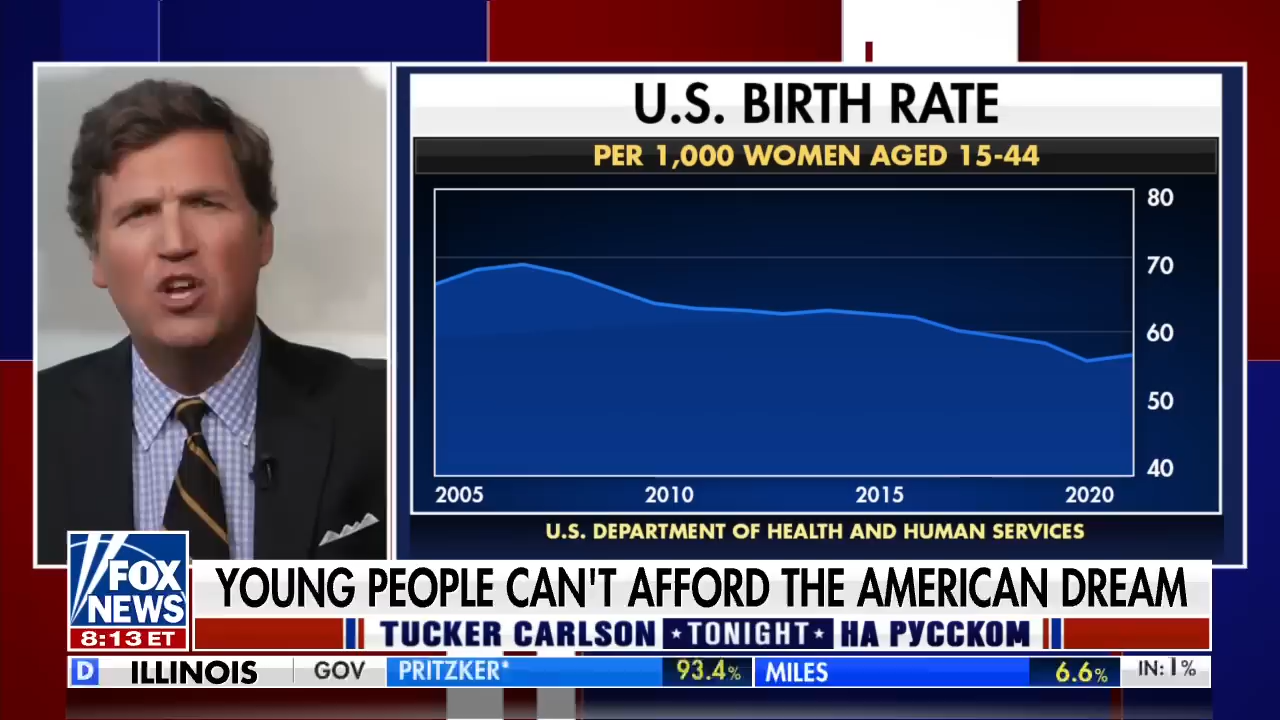 U.S. BIRTH RATE
PER 1,000 WOMEN AGED 15-44
80
70
60
50
40
2005 2010 2015 2020
U.S. DEPARTMENT OF HEALTH AND HUMAN SERVICES
FOX
NEWS
8:13 ET
YOUNG PEOPLE CAN'T AFFORD THE AMERICAN DREAM
TUCKER CARLSON TONIGHT НА РУССКОМ
D ILLINOIS GOV PRITZKER* 93.4% MILES 6.6% IN: 1%